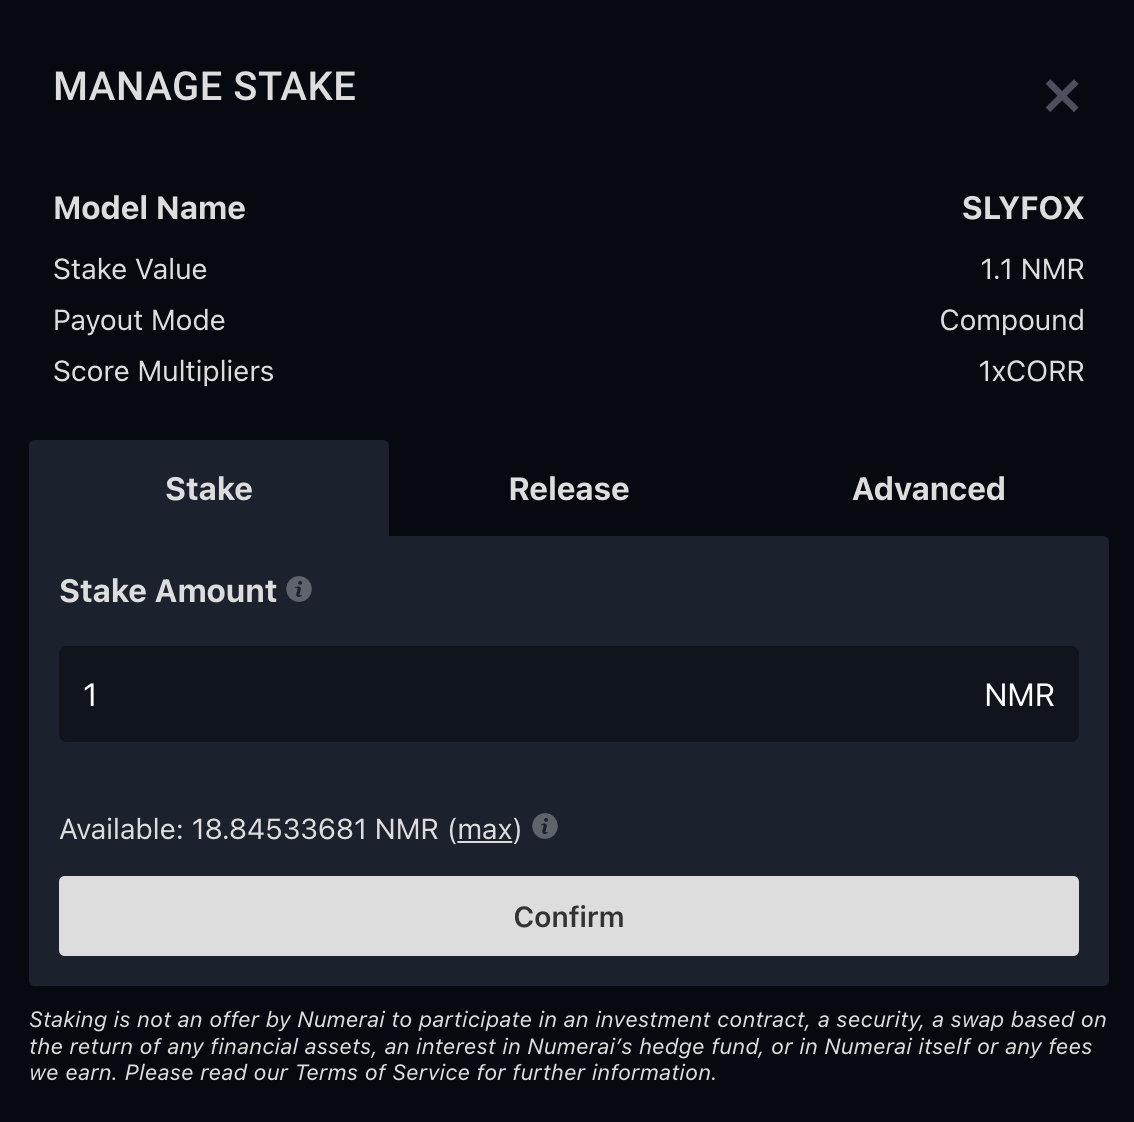 MANAGE STAKE
Model Name SLYFOX
Stake Value 1.1 NMR
Payout Mode Compound
Score Multipliers 1xCORR
Stake Release Advanced
Stake Amount i
1 NMR
Available: 18.84533681 NMR (max) i
Confirm
Staking is not an offer by Numerai to participate in an investment contract, a security, a swap based on
the return of any financial assets, an interest in Numerai’s hedge fund, or in Numerai itself or any fees
we earn. Please read our Terms of Service for further information.